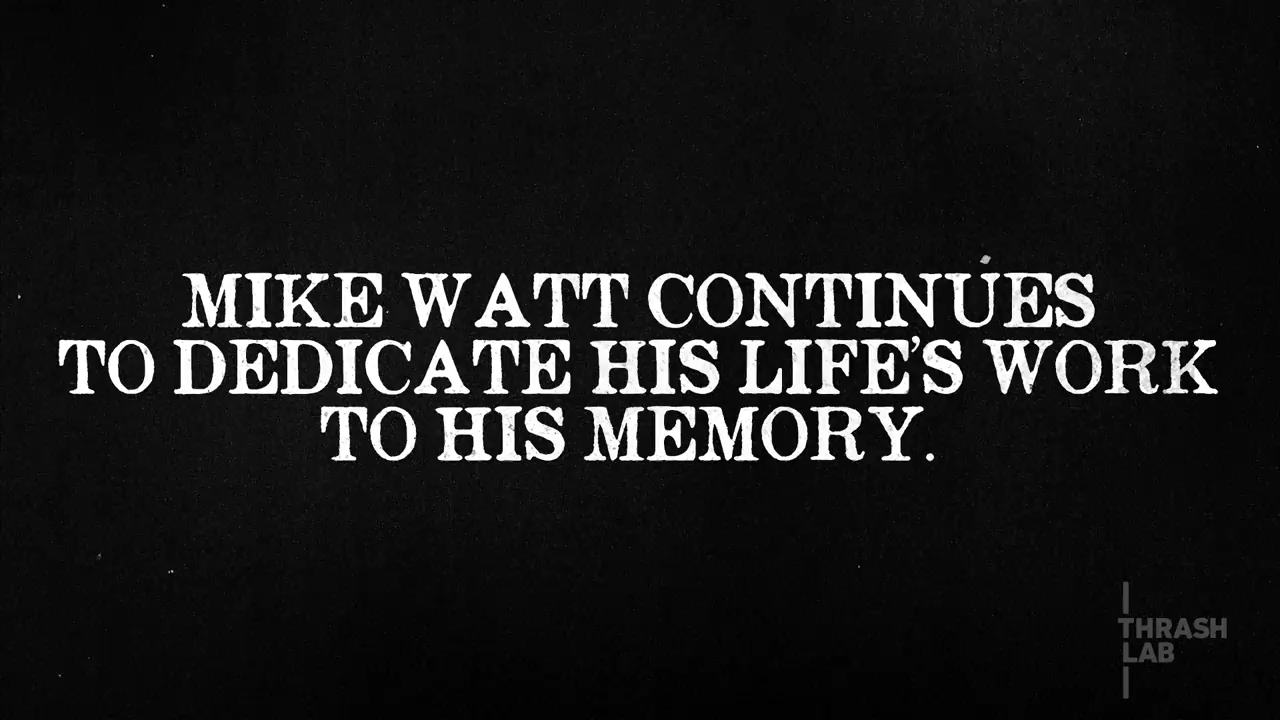 MIKE WATT CONTINUES
TO DEDICATE HIS LIFE'S WORK
TO HIS MEMORY.
THRASH
LAB